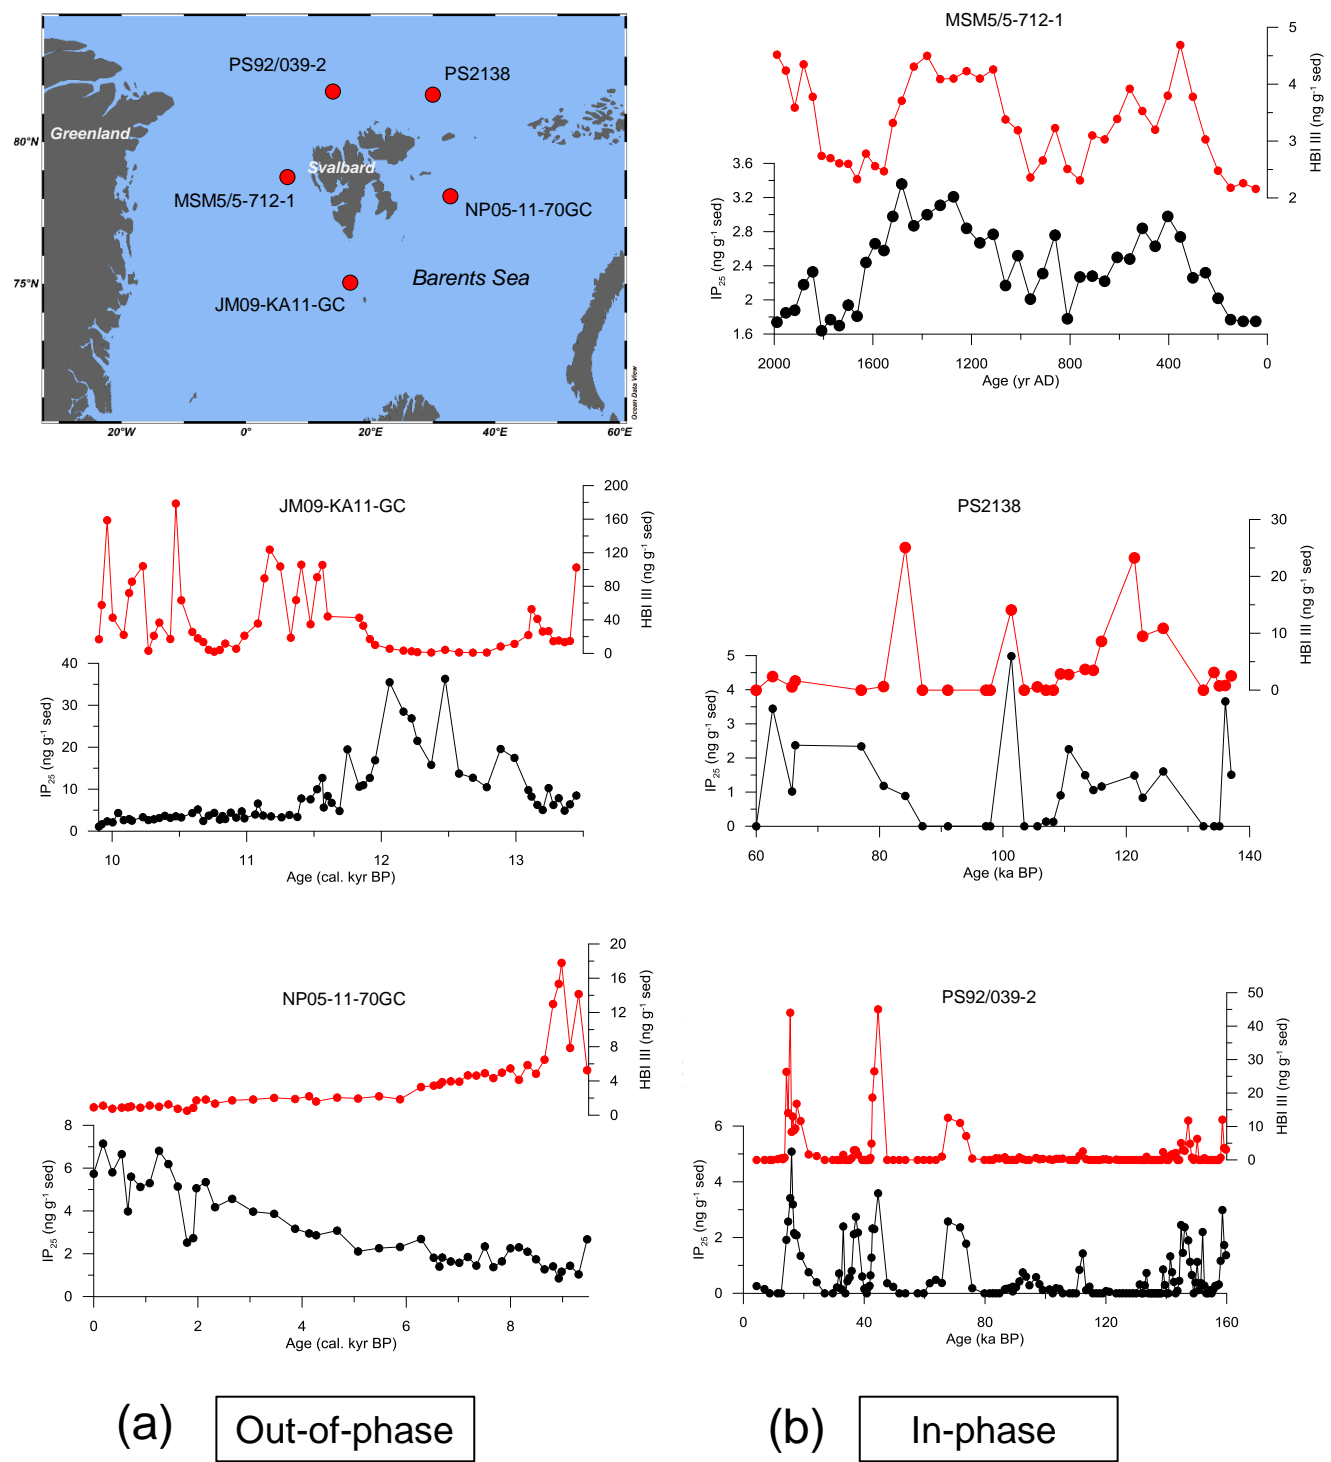 PS92/039-2
PS2138
Greenland
Svalbard
MSM5/5-712-1
NP05-11-70GC
Barents Sea
JM09-KA11-GC
80°N
75°N
20°W
0°
20°E
40°E
60°E
Ocean Data View
MSM5/5-712-1
5
4
3
2
HBI III (ng g⁻¹ sed)
3.6
3.2
2.8
2.4
2
1.6
IP₂₅ (ng g⁻¹ sed)
2000
1600
1200
800
400
0
Age (yr AD)
JM09-KA11-GC
200
160
120
80
40
0
HBI III (ng g⁻¹ sed)
40
30
20
10
0
IP₂₅ (ng g⁻¹ sed)
10
11
12
13
Age (cal. kyr BP)
PS2138
30
20
10
0
HBI III (ng g⁻¹ sed)
5
4
3
2
1
0
IP₂₅ (ng g⁻¹ sed)
60
80
100
120
140
Age (ka BP)
NP05-11-70GC
20
16
12
8
4
0
HBI III (ng g⁻¹ sed)
8
6
4
2
0
IP₂₅ (ng g⁻¹ sed)
0
2
4
6
8
Age (cal. kyr BP)
PS92/039-2
50
40
30
20
10
0
HBI III (ng g⁻¹ sed)
6
4
2
0
IP₂₅ (ng g⁻¹ sed)
0
40
80
120
160
Age (ka BP)
(a) Out-of-phase
(b) In-phase